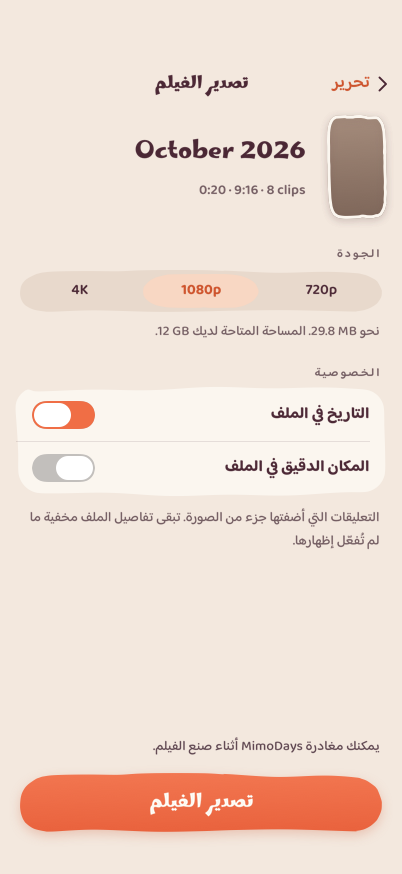 تحرير
تصدير الفيلم
October 2026
0:20 · 9:16 · 8 clips
الجودة
720p
1080p
4K
نحو 29.8 MB. المساحة المتاحة لديك 12 GB.
الخصوصية
التاريخ في الملف
المكان الدقيق في الملف
التعليقات التي أضفتها جزء من الصورة. تبقى تفاصيل الملف مخفية ما
لم تُفعّل إظهارها.
يمكنك مغادرة MimoDays أثناء صنع الفيلم.
تصدير الفيلم